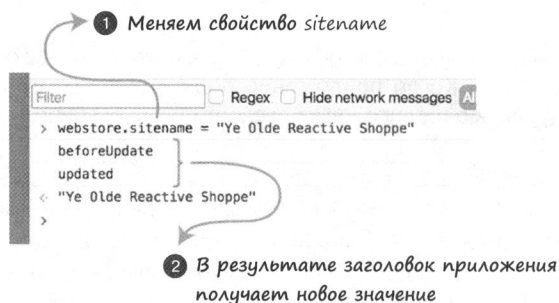 1 Меняем свойство sitename
Filter Regex Hide network messages Al
> webstore.sitename = "Ye Olde Reactive Shoppe"
beforeUpdate
updated
< "Ye Olde Reactive Shoppe"
>
2 В результате заголовок приложения
получает новое значение